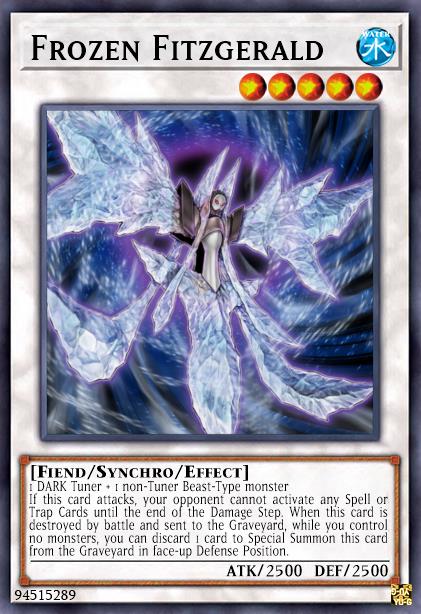 FROZEN FITZGERALD
WATER
水
[FIEND/SYNCHRO/EFFECT]
1 DARK Tuner + 1 non-Tuner Beast-Type monster
If this card attacks, your opponent cannot activate any Spell or
Trap Cards until the end of the Damage Step. When this card is
destroyed by battle and sent to the Graveyard, while you control
no monsters, you can discard 1 card to Special Summon this card
from the Graveyard in face-up Defense Position.
ATK/2500 DEF/2500
94515289